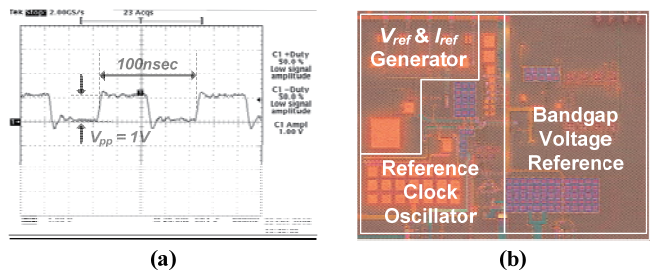 Tek Stop 2.00GS/s 23 Acqs
100nsec
Vpp = 1V
C1 +Duty
50.0 %
Low signal
amplitude
C1 -Duty
50.0 %
Low signal
amplitude
C1 Ampl
1.00 V
(a)
Vref & Iref
Generator
Reference
Clock
Oscillator
Bandgap
Voltage
Reference
(b)